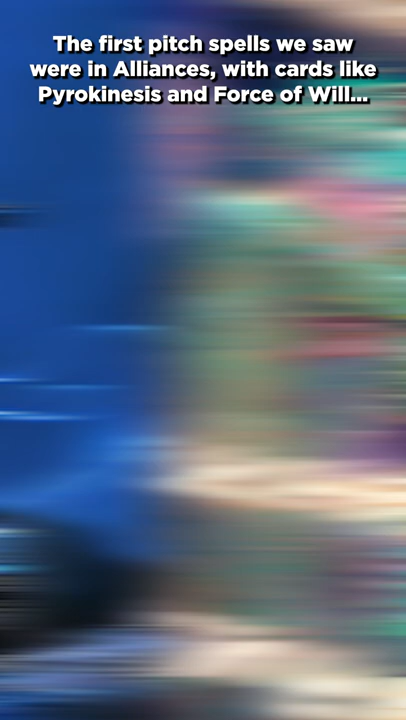 The first pitch spells we saw
were in Alliances, with cards like
Pyrokinesis and Force of Will...